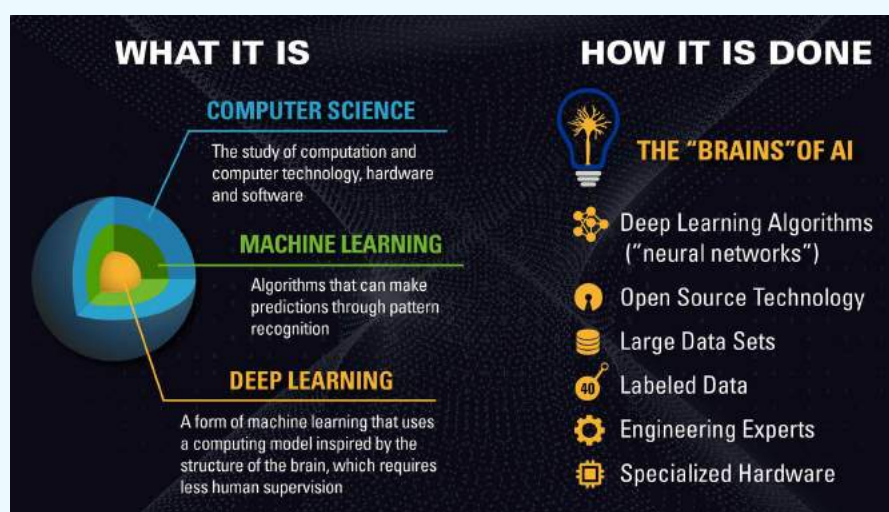 WHAT IT IS
COMPUTER SCIENCE
The study of computation and
computer technology, hardware
and software
MACHINE LEARNING
Algorithms that can make
predictions through pattern
recognition
DEEP LEARNING
A form of machine learning that uses
a computing model inspired by the
structure of the brain, which requires
less human supervision
HOW IT IS DONE
THE “BRAINS”OF AI
Deep Learning Algorithms
(“neural networks”)
Open Source Technology
Large Data Sets
40
Labeled Data
Engineering Experts
Specialized Hardware